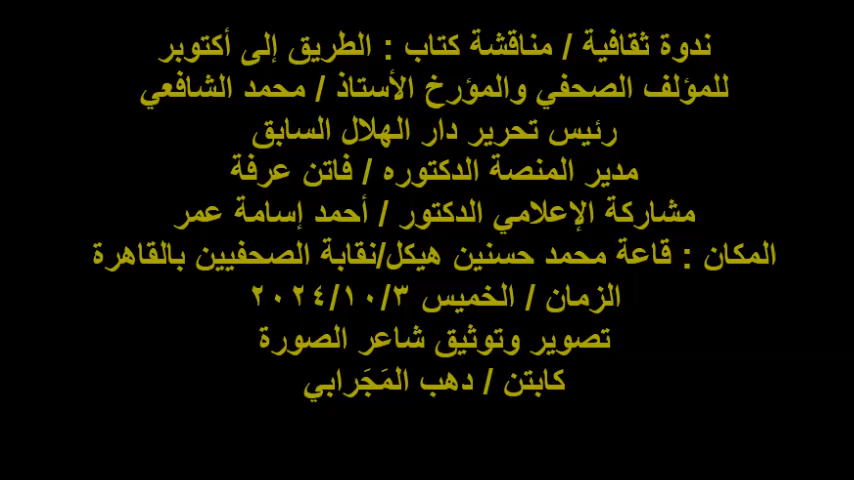 ندوة ثقافية / مناقشة كتاب : الطريق إلى أكتوبر
للمؤلف الصحفي والمؤرخ الأستاذ / محمد الشافعي
رئيس تحرير دار الهلال السابق
مدير المنصة الدكتوره / فاتن عرفة
مشاركة الإعلامي الدكتور / أحمد إسامة عمر
المكان : قاعة محمد حسنين هيكل/نقابة الصحفيين بالقاهرة
الزمان / الخميس ٢٠٢٤/١٠/٣
تصوير وتوثيق شاعر الصورة
كابتن / دهب المَجَرابي